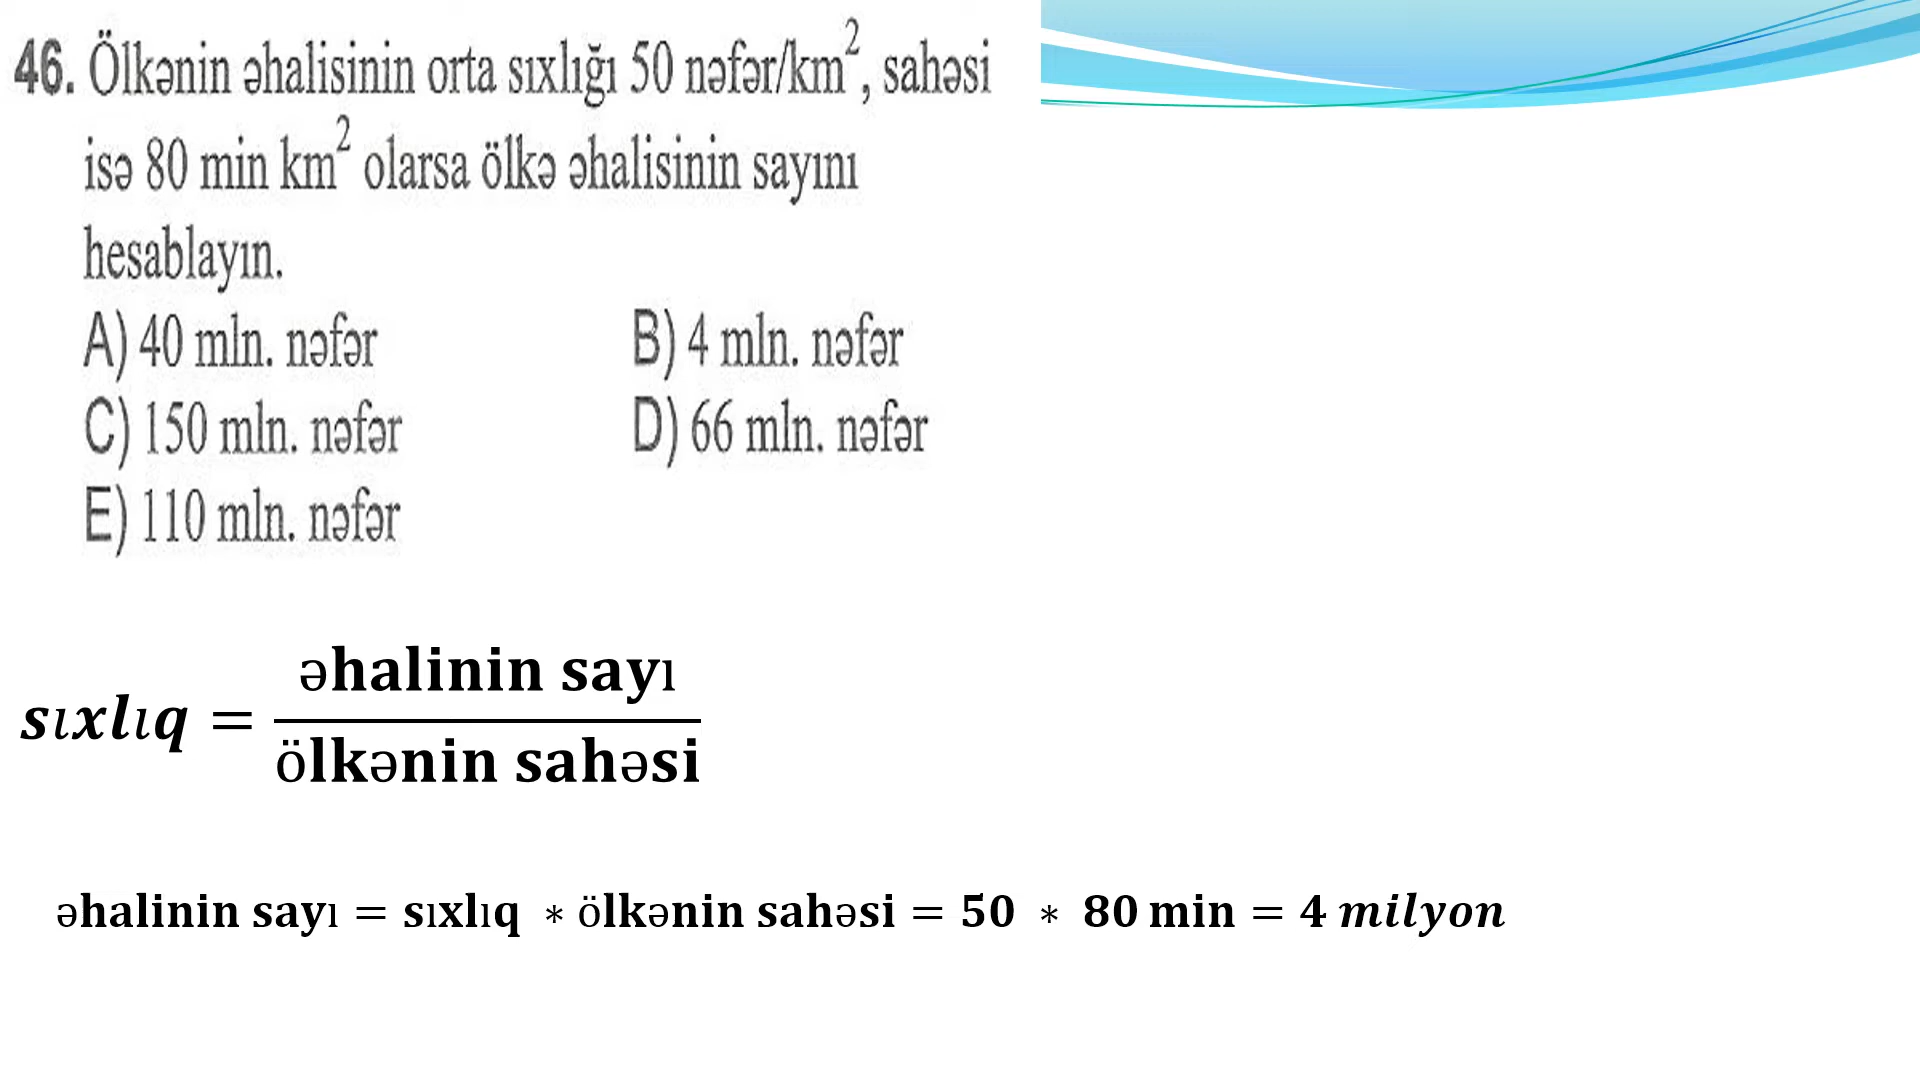 46. Ölkənin əhalisinin orta sıxlığı 50 nəfər/km², sahəsi
isə 80 min km² olarsa ölkə əhalisinin sayını
hesablayın.
A) 40 mln. nəfər B) 4 mln. nəfər
C) 150 mln. nəfər D) 66 mln. nəfər
E) 110 mln. nəfər
sıxlıq = əhalinin sayı / ölkənin sahəsi
əhalinin sayı = sıxlıq * ölkənin sahəsi = 50 * 80 min = 4 milyon